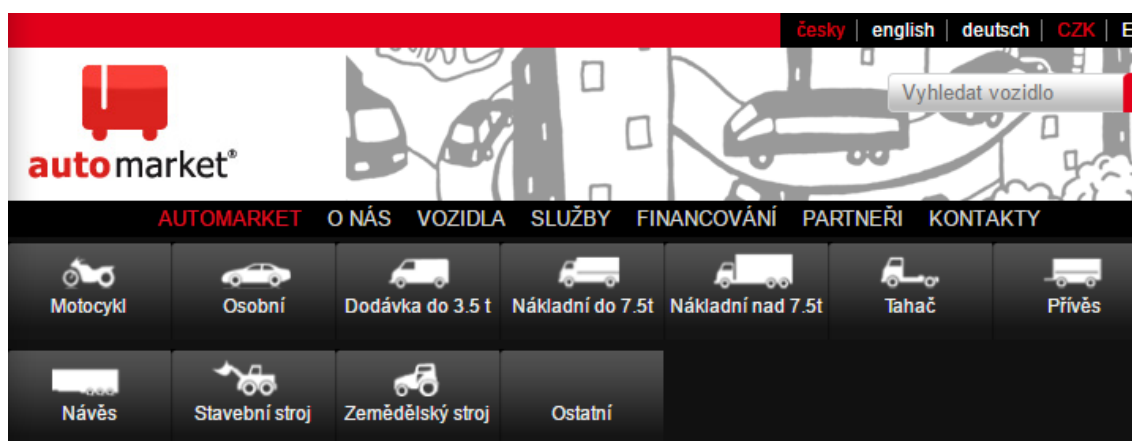 česky | english | deutsch | CZK | E
Vyhledat vozidlo
automarket®
AUTOMARKET O NÁS VOZIDLA SLUŽBY FINANCOVÁNÍ PARTNEŘI KONTAKTY
Motocykl Osobní Dodávka do 3.5 t Nákladní do 7.5t Nákladní nad 7.5t Tahač Přívěs
Návěs Stavební stroj Zemědělský stroj Ostatní